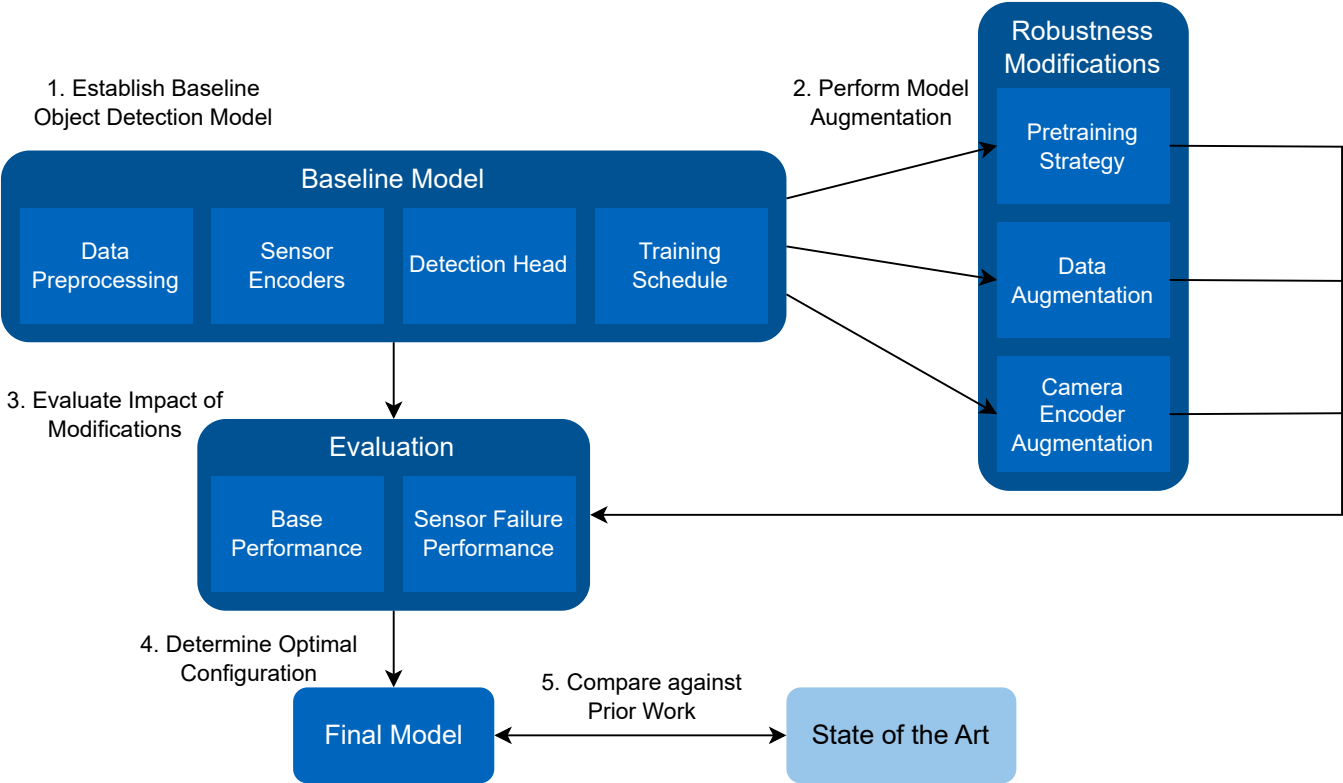 1. Establish Baseline
Object Detection Model
Baseline Model
Data
Preprocessing
Sensor
Encoders
Detection Head
Training
Schedule
2. Perform Model
Augmentation
Robustness
Modifications
Pretraining
Strategy
Data
Augmentation
Camera
Encoder
Augmentation
3. Evaluate Impact of
Modifications
Evaluation
Base
Performance
Sensor Failure
Performance
4. Determine Optimal
Configuration
Final Model
5. Compare against
Prior Work
State of the Art